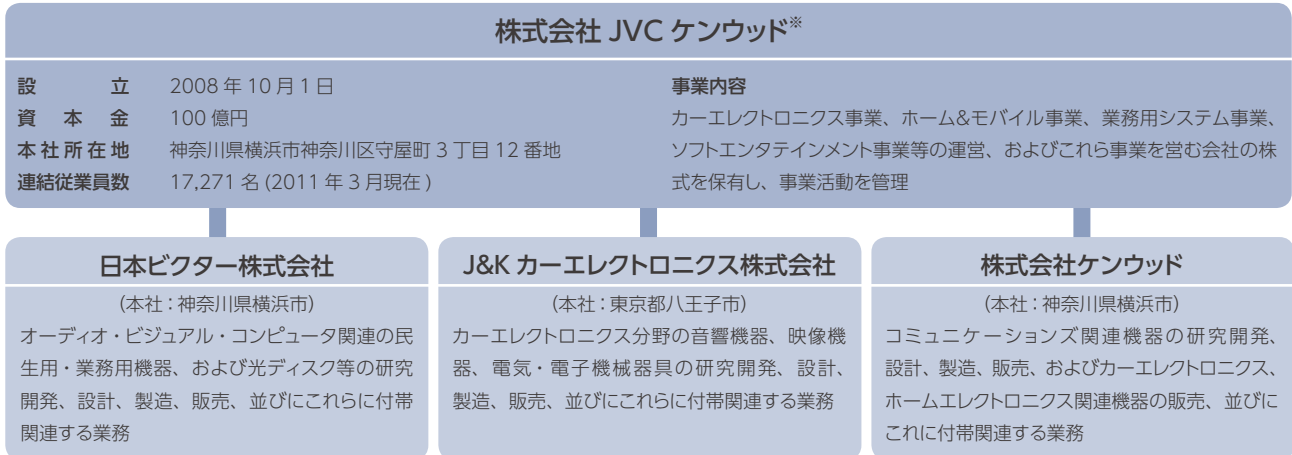 株式会社 JVC ケンウッド※
設立 2008 年 10 月 1 日
資本金 100 億円
本社所在地 神奈川県横浜市神奈川区守屋町 3 丁目 12 番地
連結従業員数 17,271 名 (2011 年 3 月現在 )
事業内容
カーエレクトロニクス事業、ホーム&モバイル事業、業務用システム事業、
ソフトエンタテインメント事業等の運営、およびこれら事業を営む会社の株
式を保有し、事業活動を管理
日本ビクター株式会社
(本社：神奈川県横浜市)
オーディオ・ビジュアル・コンピュータ関連の民
生用・業務用機器、および光ディスク等の研究
開発、設計、製造、販売、並びにこれらに付帯
関連する業務
J&K カーエレクトロニクス株式会社
(本社：東京都八王子市)
カーエレクトロニクス分野の音響機器、映像機
器、電気・電子機械器具の研究開発、設計、
製造、販売、並びにこれらに付帯関連する業務
株式会社ケンウッド
(本社：神奈川県横浜市)
コミュニケーションズ関連機器の研究開発、
設計、製造、販売、およびカーエレクトロニクス、
ホームエレクトロニクス関連機器の販売、並びに
これに付帯関連する業務